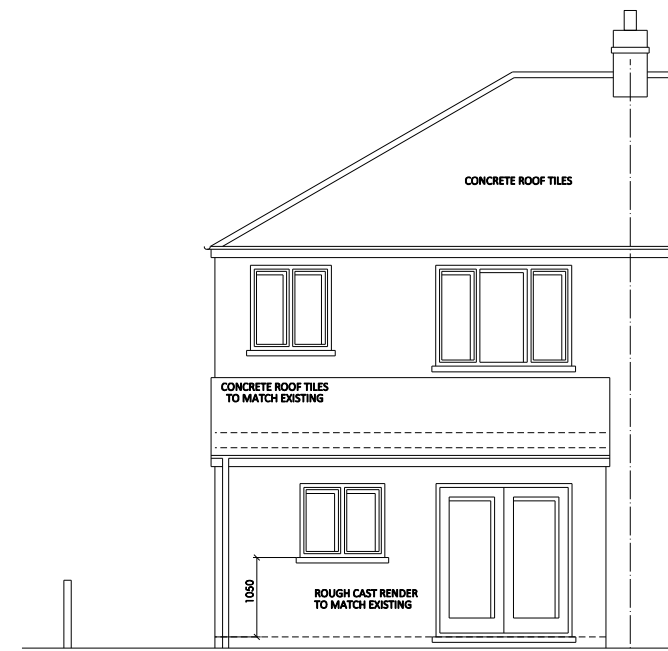 CONCRETE ROOF TILES
CONCRETE ROOF TILES
TO MATCH EXISTING
1050
ROUGH CAST RENDER
TO MATCH EXISTING